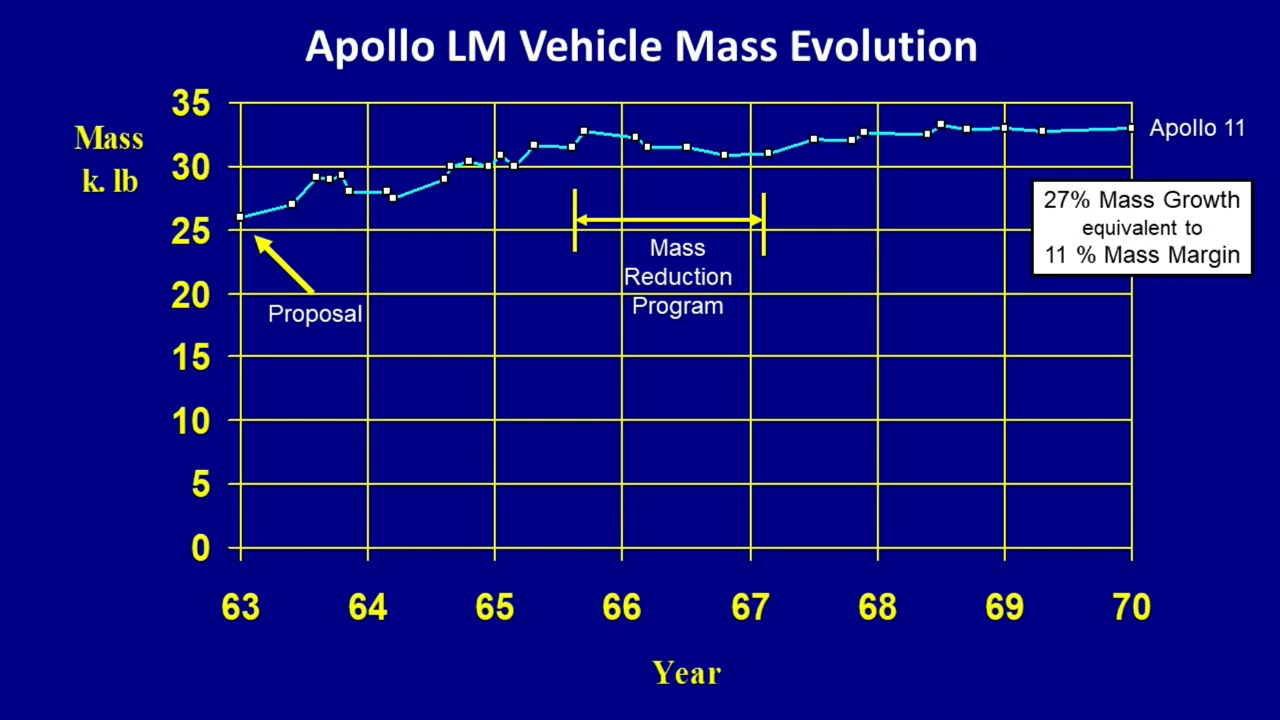 Apollo LM Vehicle Mass Evolution
Mass
k. lb
35
30
25
20
15
10
5
0
Apollo 11
27% Mass Growth
equivalent to
11 % Mass Margin
Mass
Reduction
Program
Proposal
63 64 65 66 67 68 69 70
Year